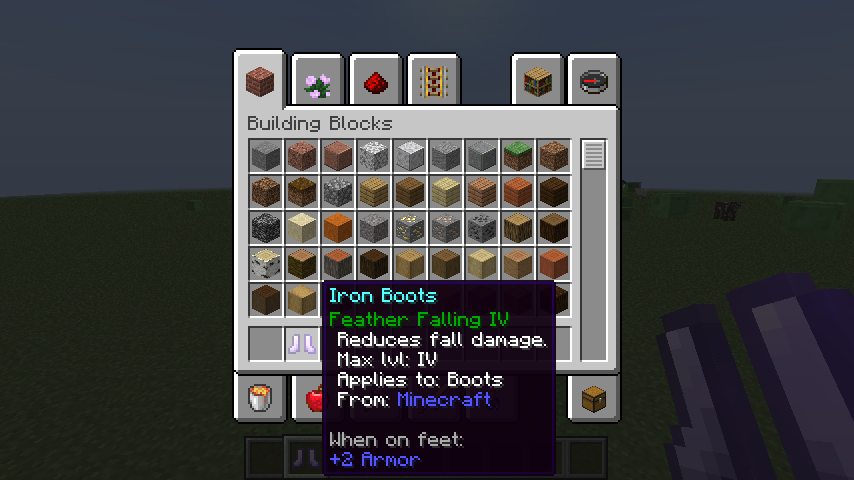 Building Blocks
Iron Boots
Feather Falling IV
Reduces fall damage.
Max lvl: IV
Applies to: Boots
From: Minecraft
When on feet:
+2 Armor